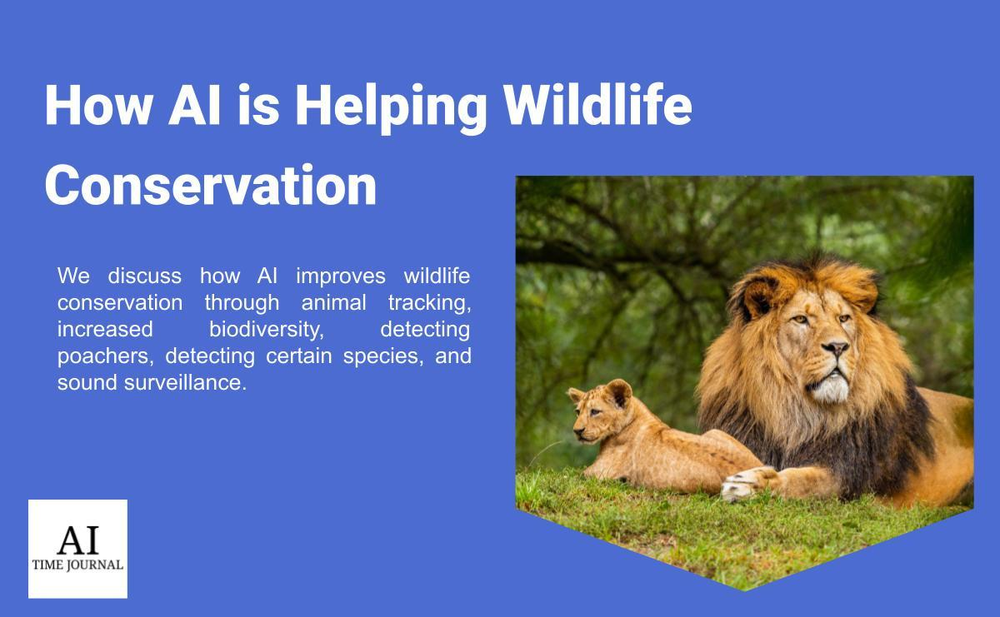 How AI is Helping Wildlife
Conservation
We discuss how AI improves wildlife
conservation through animal tracking,
increased biodiversity, detecting
poachers, detecting certain species, and
sound surveillance.
AI
TIME JOURNAL